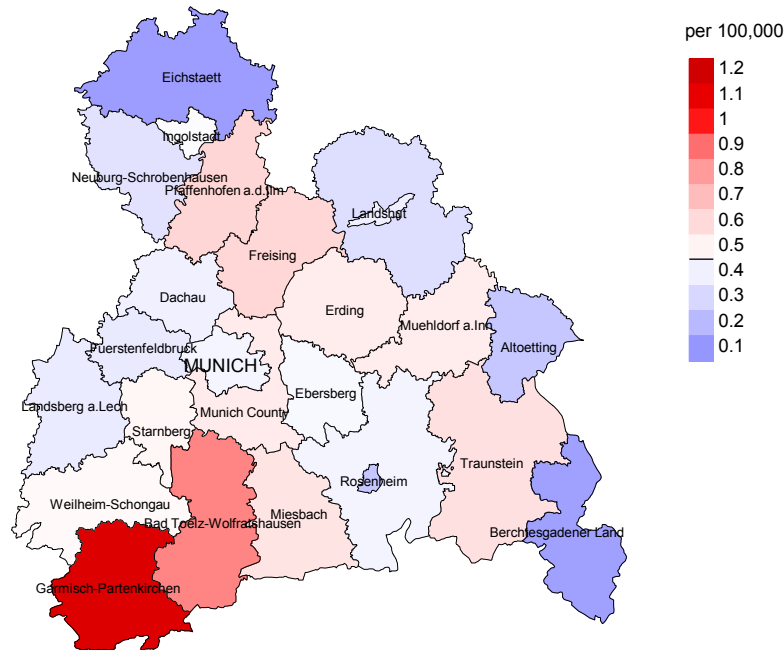 per 100,000
1.2
1.1
1
0.9
0.8
0.7
0.6
0.5
0.4
0.3
0.2
0.1
Eichstaett
Ingolstadt
Neuburg-Schrobenhausen
Pfaffenhofen a.d.Ilm
Landshut
Freising
Dachau
Erding
Muehldorf a.Inn
Altoetting
Fuerstenfeldbruck
MUNICH
Ebersberg
Landsberg a.Lech
Munich County
Starnberg
Traunstein
Rosenheim
Weilheim-Schongau
Miesbach
Bad Toelz-Wolfratshausen
Berchtesgadener Land
Garmisch-Partenkirchen